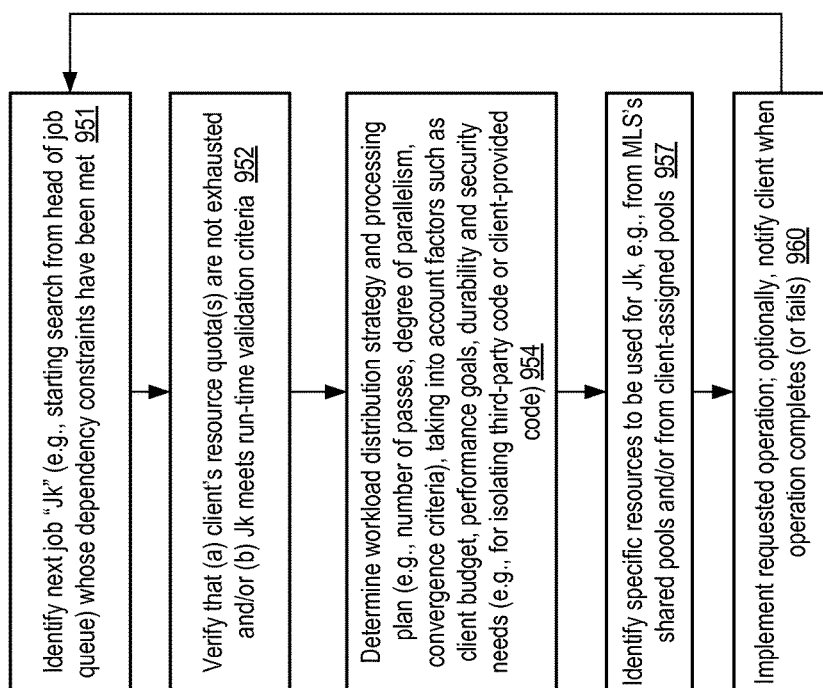 Identify next job "Jk" (e.g., starting search from head of job
queue) whose dependency constraints have been met 951
Verify that (a) client's resource quota(s) are not exhausted
and/or (b) Jk meets run-time validation criteria 952
Determine workload distribution strategy and processing
plan (e.g., number of passes, degree of parallelism,
convergence criteria), taking into account factors such as
client budget, performance goals, durability and security
needs (e.g., for isolating third-party code or client-provided
code) 954
Identify specific resources to be used for Jk, e.g., from MLS's
shared pools and/or from client-assigned pools 957
Implement requested operation; optionally, notify client when
operation completes (or fails) 960